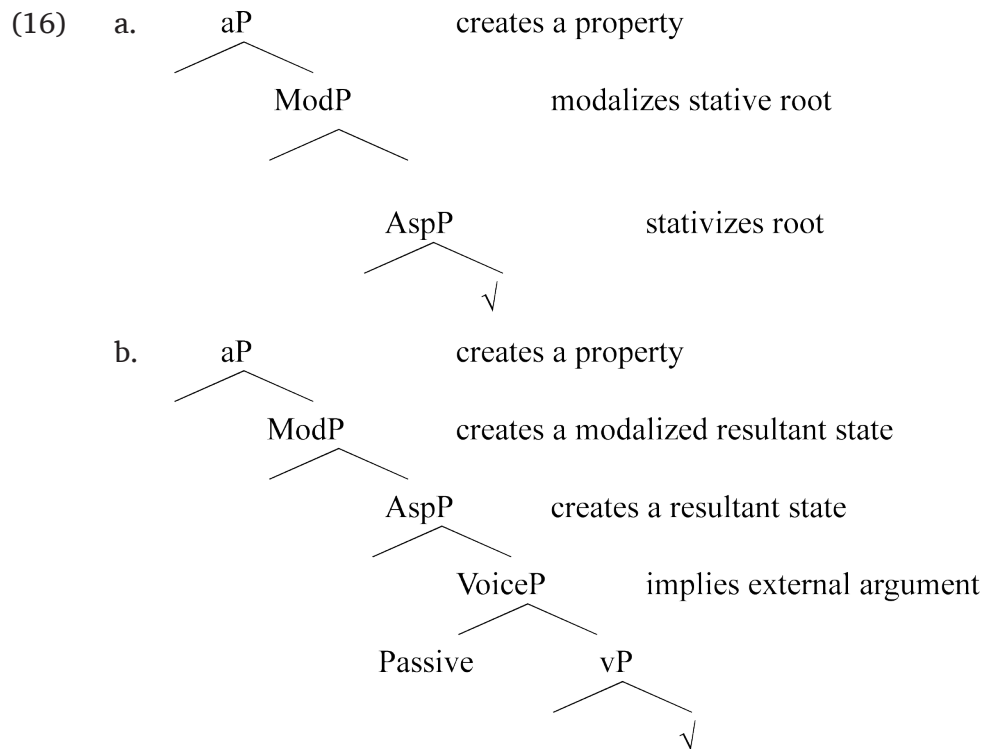 (16) a. aP creates a property
ModP modalizes stative root
AspP stativizes root
√
b. aP creates a property
ModP creates a modalized resultant state
AspP creates a resultant state
VoiceP implies external argument
Passive vP
√